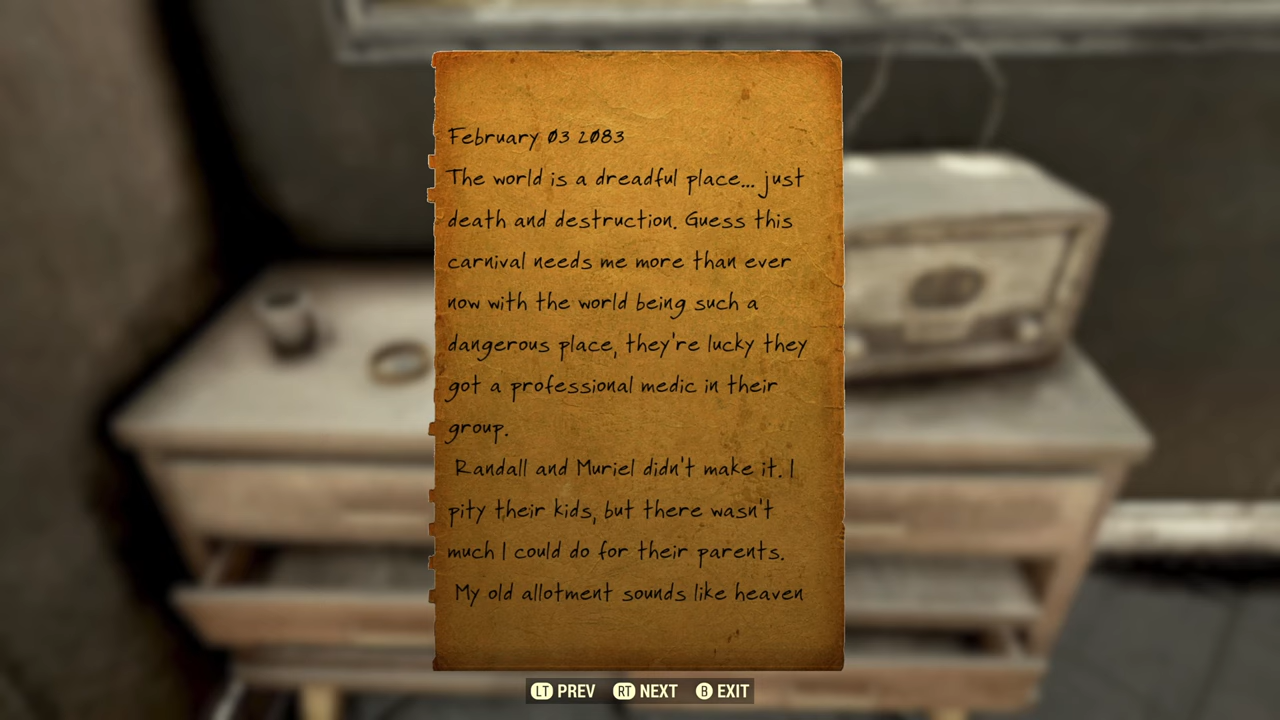 February 03 2083
The world is a dreadful place... just
death and destruction. Guess this
carnival needs me more than ever
now with the world being such a
dangerous place, they're lucky they
got a professional medic in their
group.
Randall and Muriel didn't make it. I
pity their kids, but there wasn't
much I could do for their parents.
My old allotment sounds like heaven
LT PREV RT NEXT B EXIT